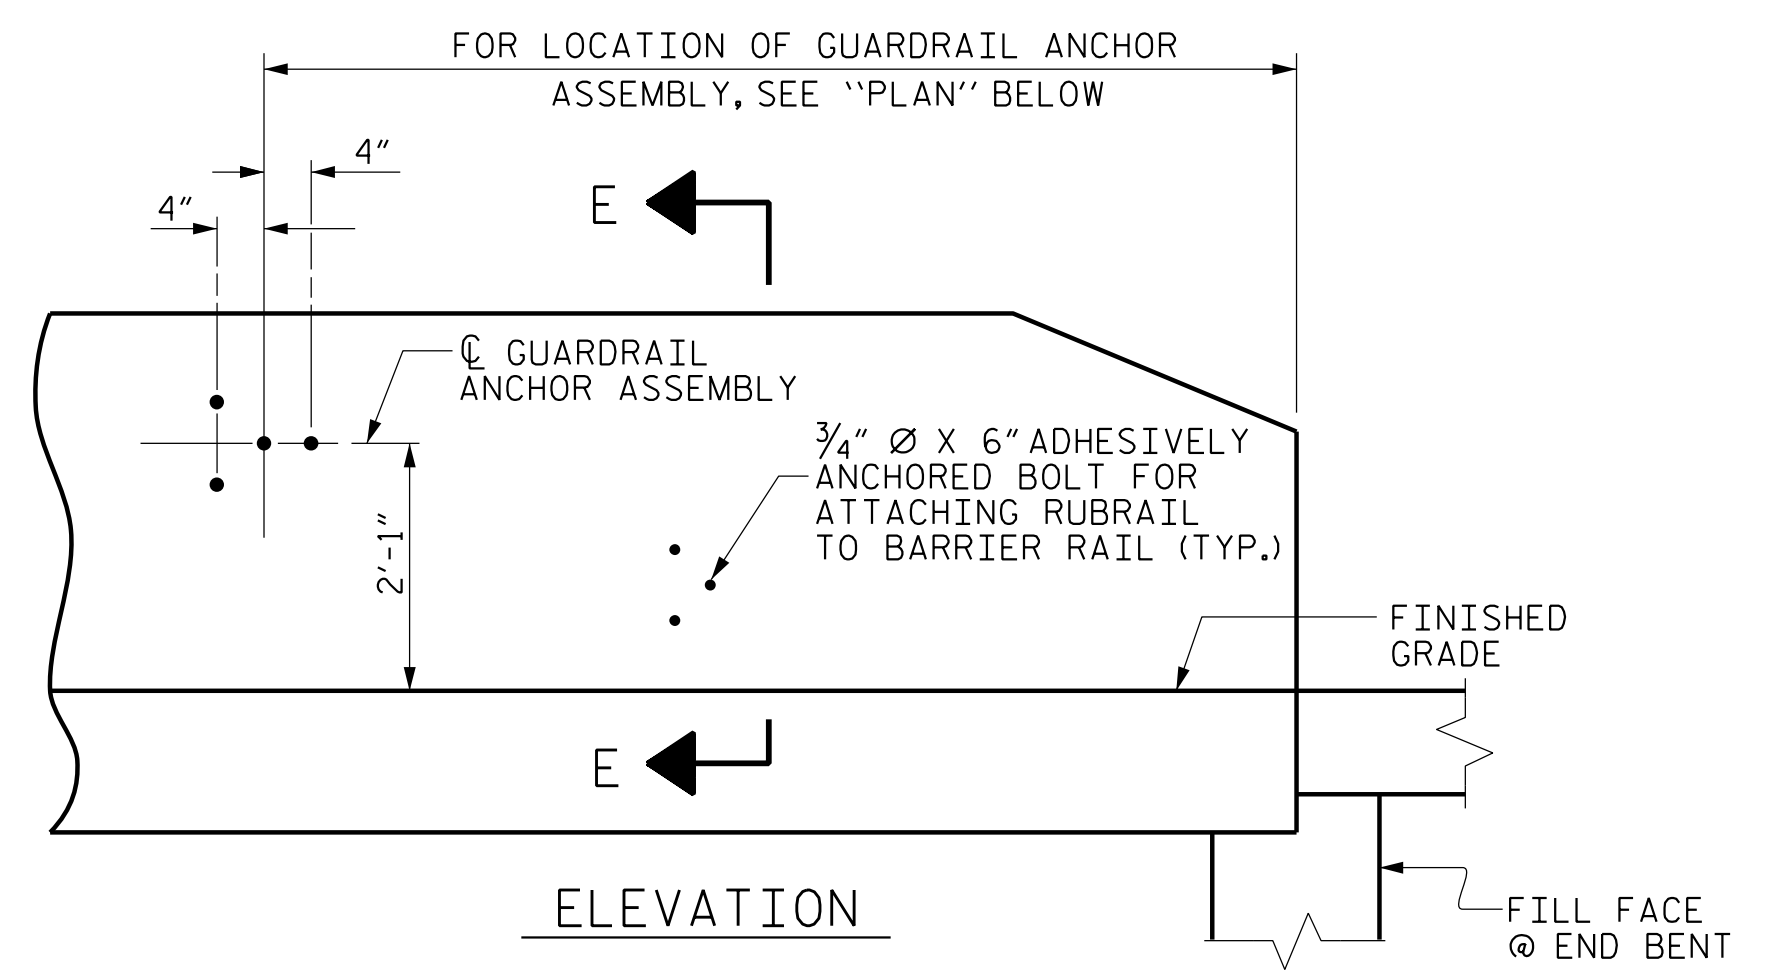 FOR LOCATION OF GUARDRAIL ANCHOR
ASSEMBLY, SEE ‘‘PLAN’’ BELOW
4"
4"
E
℄ GUARDRAIL
ANCHOR ASSEMBLY
3/4" Ø X 6" ADHESIVELY
ANCHORED BOLT FOR
ATTACHING RUBRAIL
TO BARRIER RAIL (TYP.)
2'-1"
FINISHED
GRADE
E
ELEVATION
FILL FACE
@ END BENT